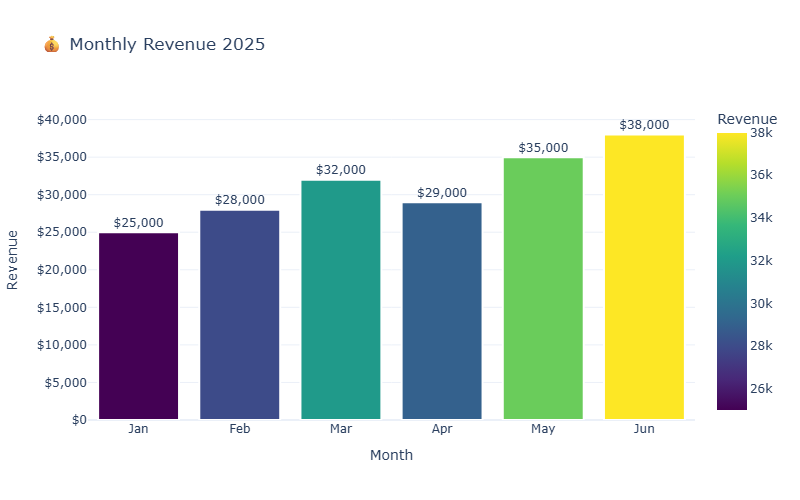 💰 Monthly Revenue 2025
Revenue
$40,000
$35,000
$30,000
$25,000
$20,000
$15,000
$10,000
$5,000
$0
$25,000
$28,000
$32,000
$29,000
$35,000
$38,000
Jan Feb Mar Apr May Jun
Month
Revenue
38k
36k
34k
32k
30k
28k
26k